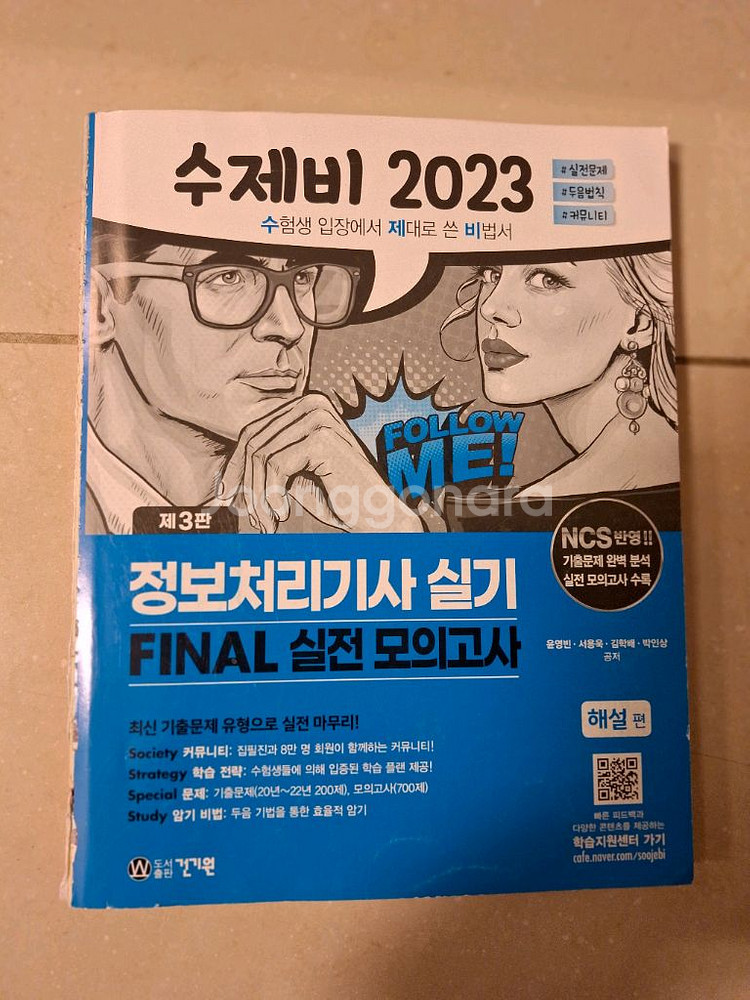 수제비 2023
수험생 입장에서 제대로 쓴 비법서
#실전문제
#두음법칙
#커뮤니티
FOLLOW
ME!
Joonggonara
제3판
NCS 반영!!
기출문제 완벽 분석
실전 모의고사 수록
정보처리기사 실기
FINAL 실전 모의고사
윤영빈·서용욱·김학배·박인상
공저
해설 편
최신 기출문제 유형으로 실전 마무리!
Society 커뮤니티: 집필진과 8만 명 회원이 함께하는 커뮤니티!
Strategy 학습 전략: 수험생들에 의해 입증된 학습 플랜 제공!
Special 문제: 기출문제(20년~22년 200제), 모의고사(700제)
Study 암기 비법: 두음 기법을 통한 효율적 암기
빠른 피드백과
다양한 콘텐츠를 제공하는
학습지원센터 가기
cafe.naver.com/soojebi
W 도서출판 건기원